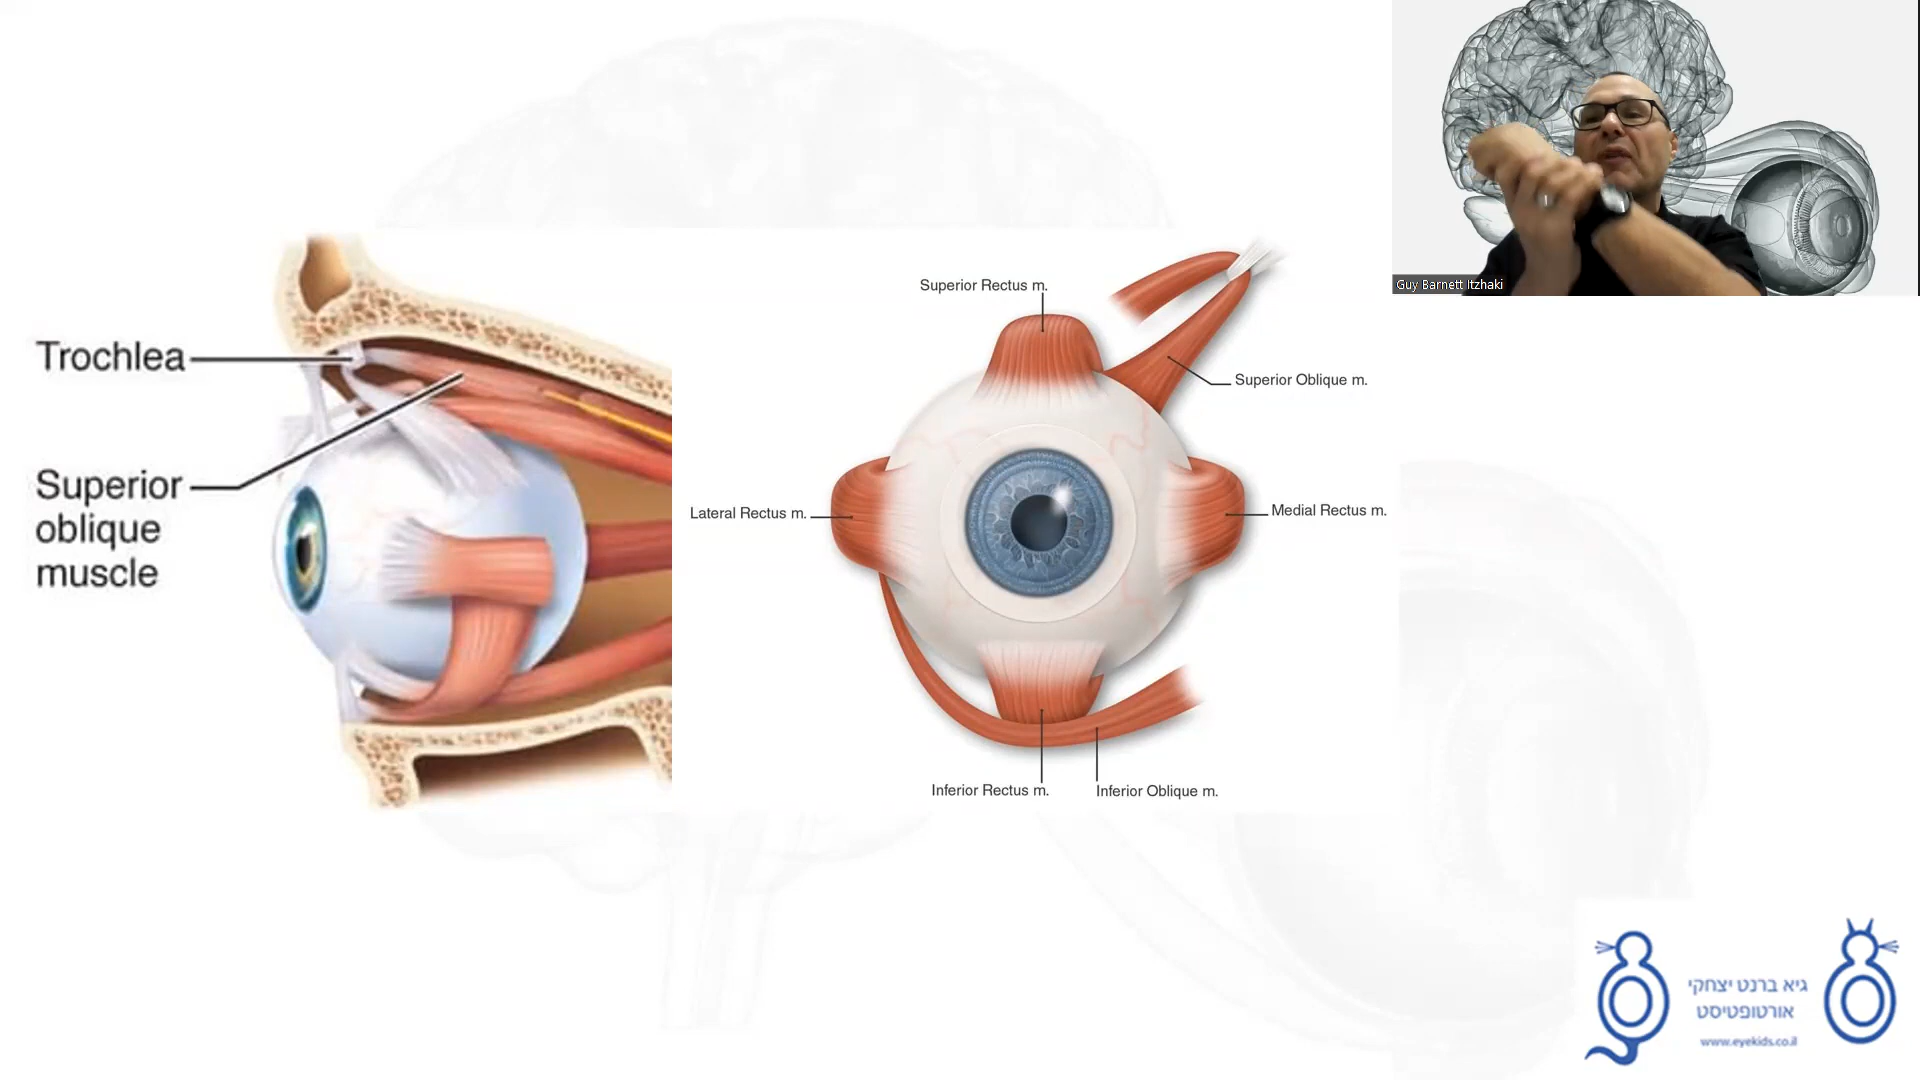 Guy Barnett Itzhaki
Trochlea
Superior
oblique
muscle
Superior Rectus m.
Superior Oblique m.
Lateral Rectus m.
Medial Rectus m.
Inferior Rectus m.
Inferior Oblique m.
גיא ברנט יצחקי
אורטופטיסט
www.eyekids.co.il